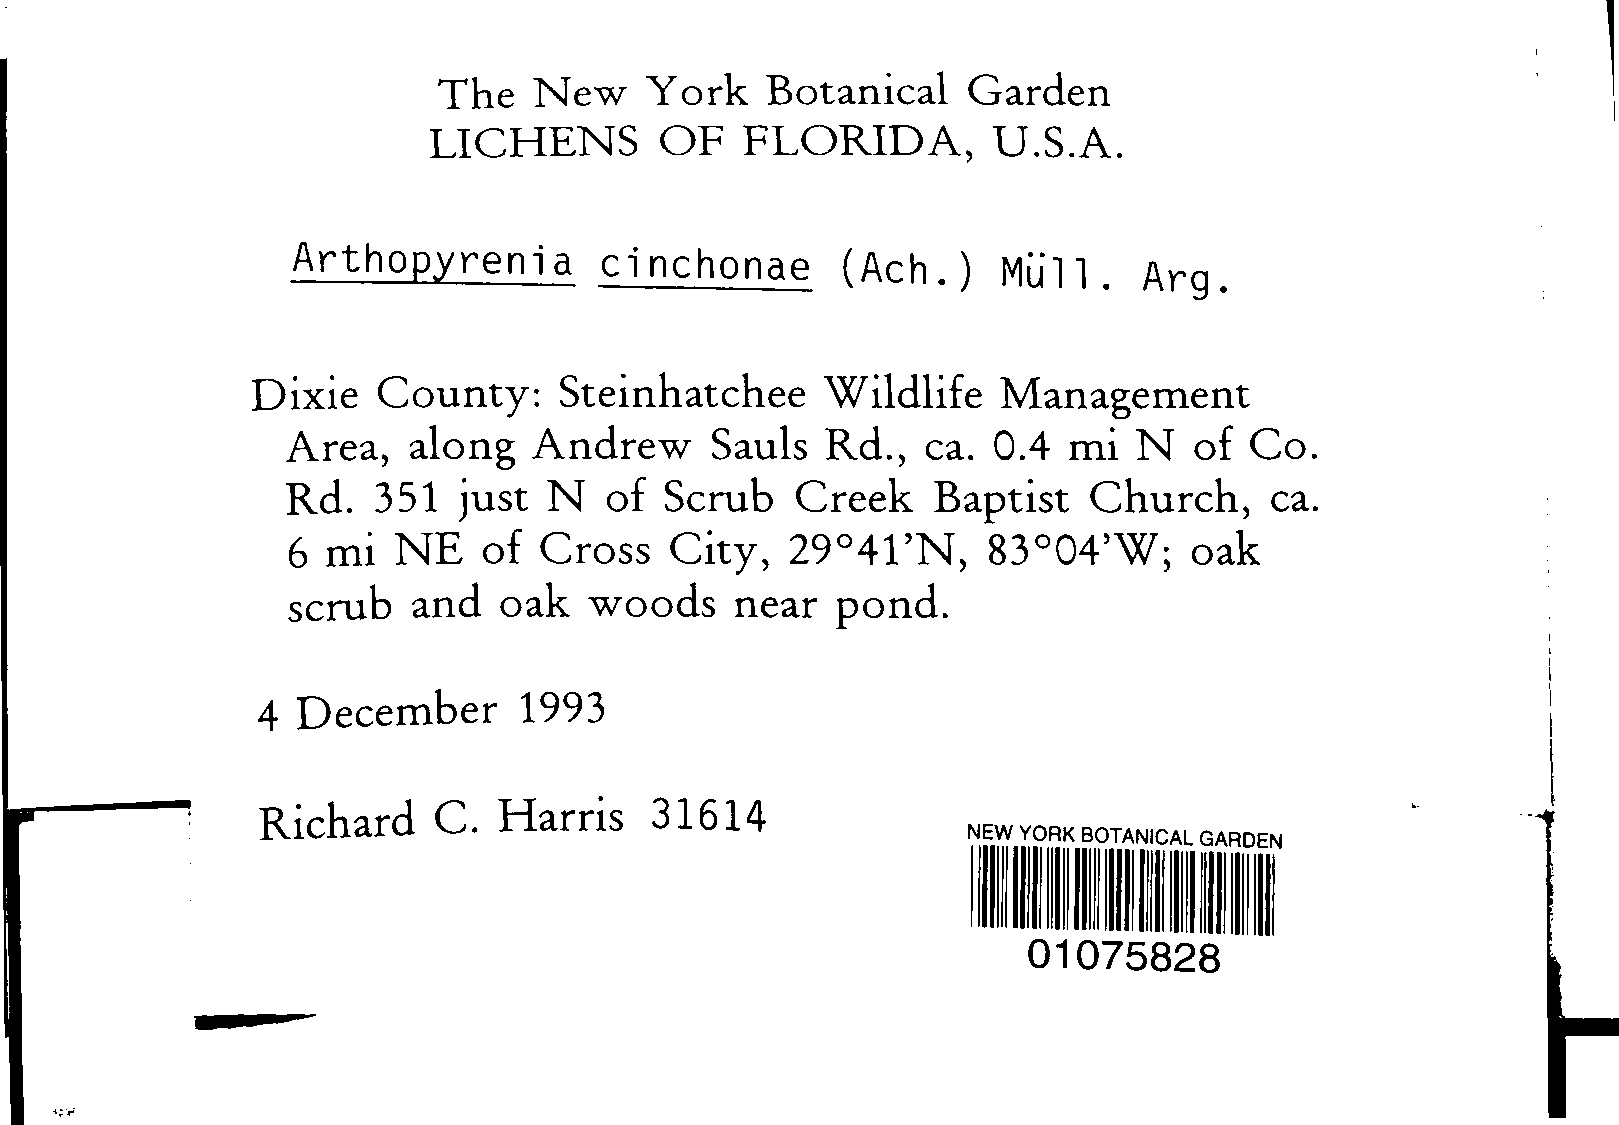 The New York Botanical Garden
LICHENS OF FLORIDA, U.S.A.
Arthopyrenia cinchonae (Ach.) Müll. Arg.
Dixie County: Steinhatchee Wildlife Management
Area, along Andrew Sauls Rd., ca. 0.4 mi N of Co.
Rd. 351 just N of Scrub Creek Baptist Church, ca.
6 mi NE of Cross City, 29°41’N, 83°04’W; oak
scrub and oak woods near pond.
4 December 1993
Richard C. Harris 31614
NEW YORK BOTANICAL GARDEN
01075828